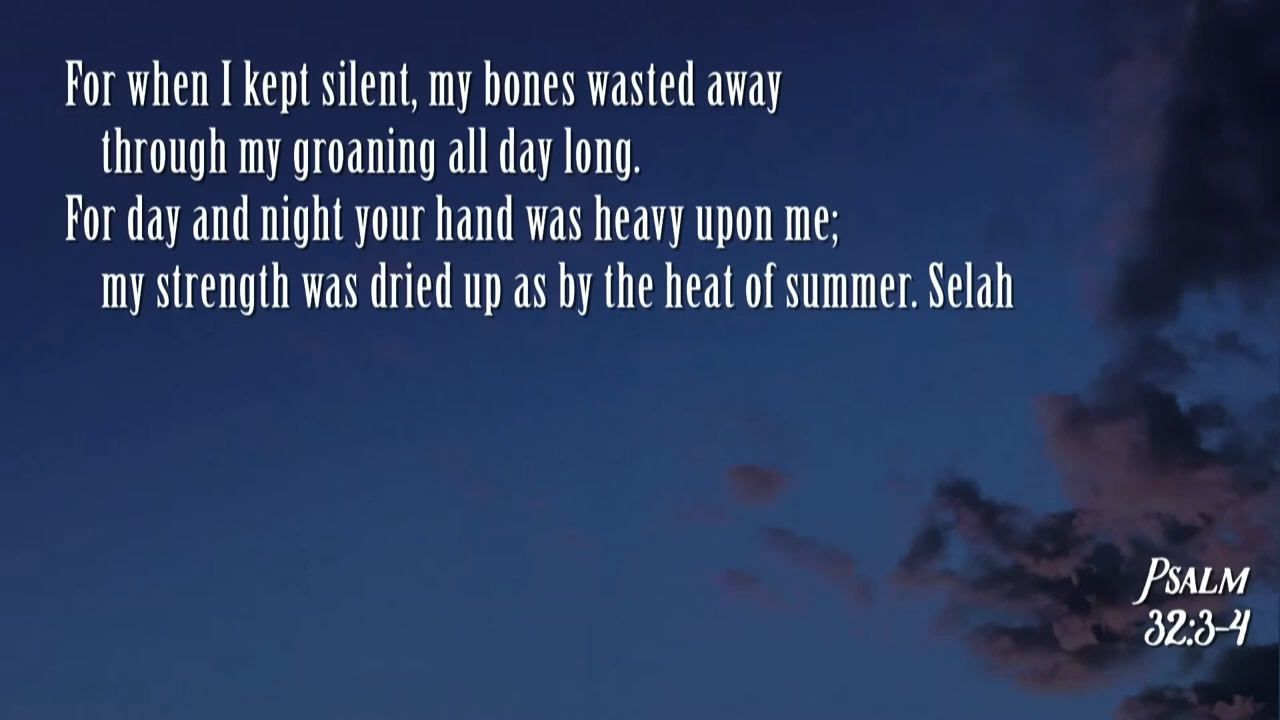 For when I kept silent, my bones wasted away
through my groaning all day long.
For day and night your hand was heavy upon me;
my strength was dried up as by the heat of summer. Selah
Psalm
32:3-4